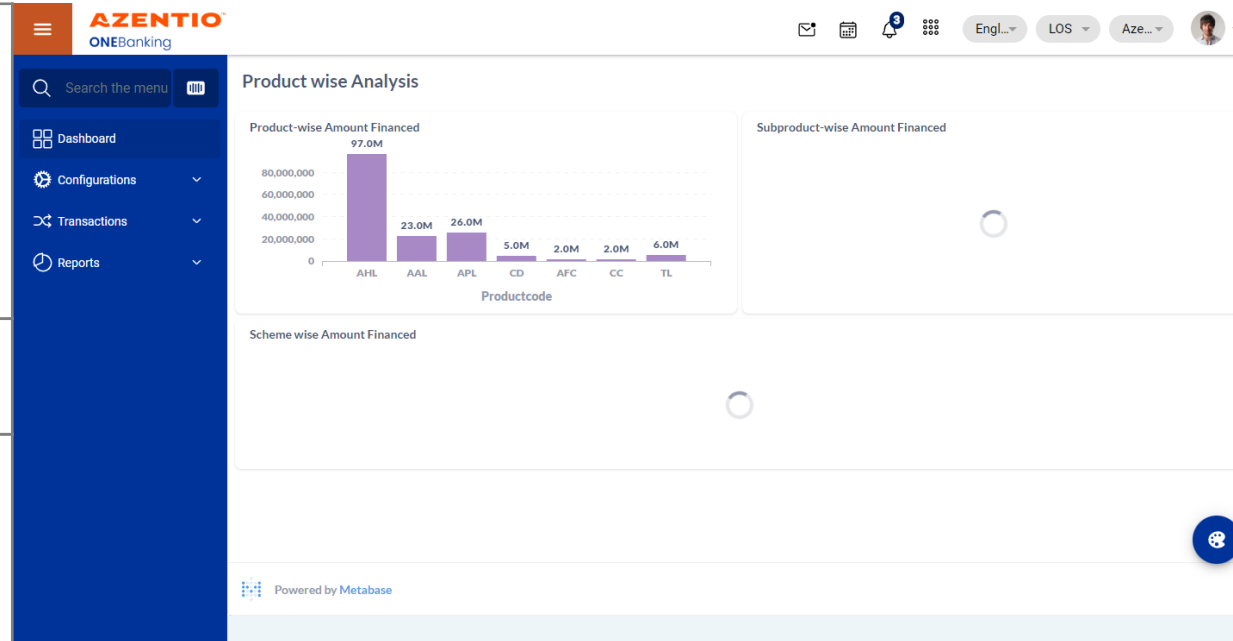 AZENTIO
ONEBanking
3
Engl...
LOS
Aze...
Search the menu
Dashboard
Configurations
Transactions
Reports
Product wise Analysis
Product-wise Amount Financed
97.0M
80,000,000
60,000,000
40,000,000
20,000,000
0
23.0M
26.0M
5.0M
2.0M
2.0M
6.0M
AHL AAL APL CD AFC CC TL
Productcode
Subproduct-wise Amount Financed
Scheme wise Amount Financed
Powered by Metabase